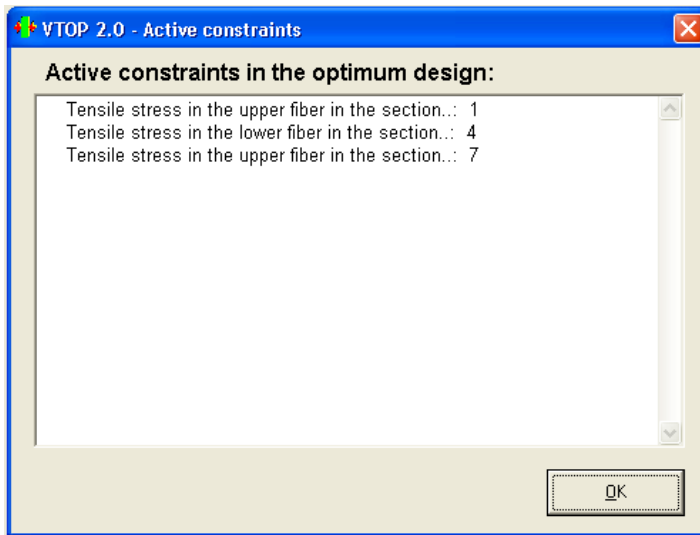 VTOP 2.0 - Active constraints
Active constraints in the optimum design:
Tensile stress in the upper fiber in the section..: 1
Tensile stress in the lower fiber in the section..: 4
Tensile stress in the upper fiber in the section..: 7
OK